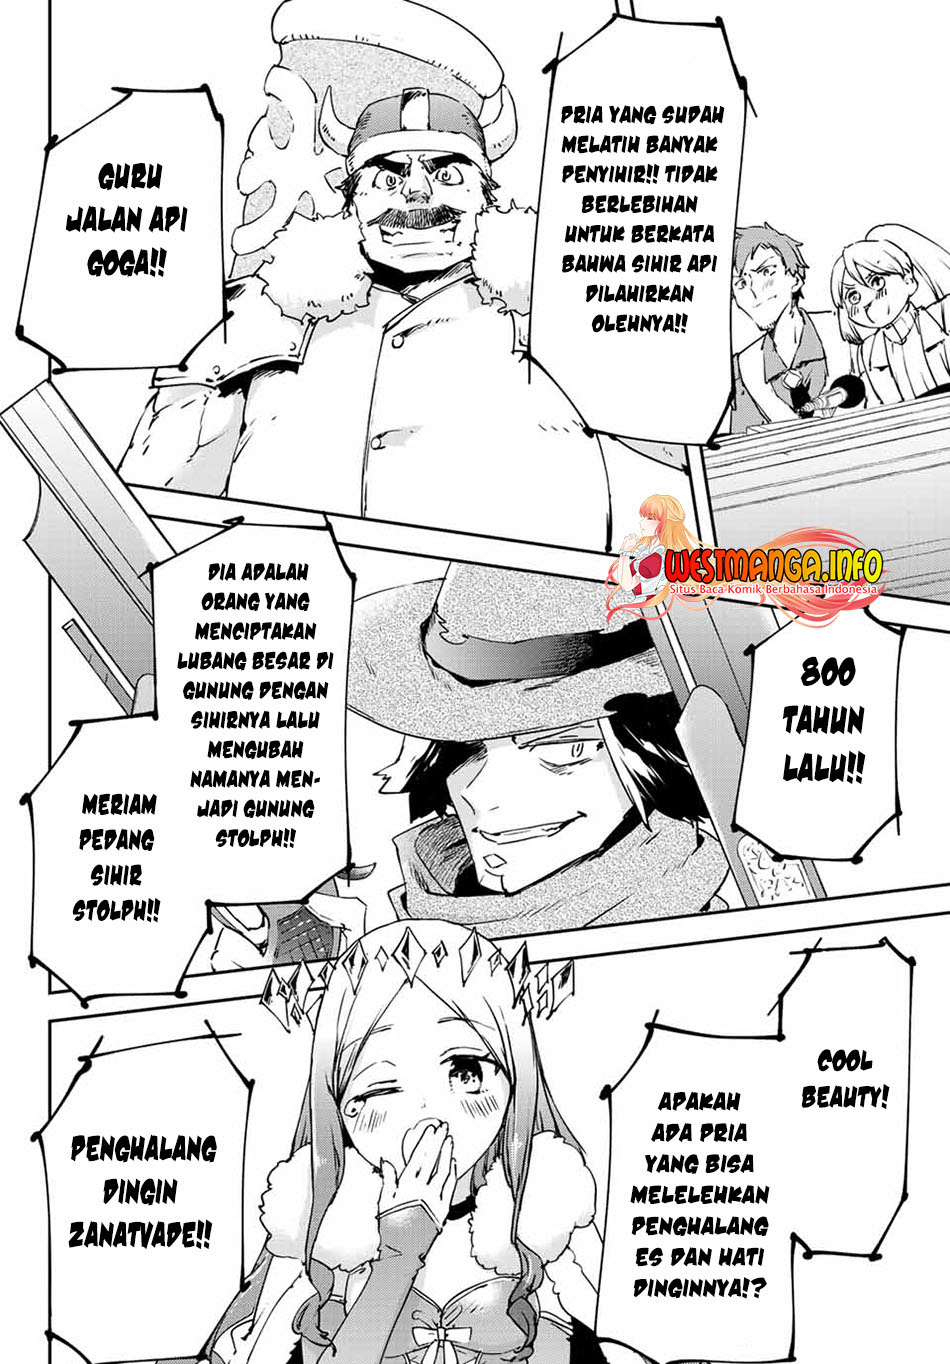 PRIA YANG SUDAH
MELATIH BANYAK
PENYIHIR!! TIDAK
BERLEBIHAN
UNTUK BERKATA
BAHWA SIHIR API
DILAHIRKAN
OLEHNYA!!
GURU
JALAN API
GOGA!!
WESTMANGA.INFO
Situs Baca Komik Berbahasa Indonesia
800
TAHUN
LALU!!
DIA ADALAH
ORANG YANG
MENCIPTAKAN
LUBANG BESAR DI
GUNUNG DENGAN
SIHIRNYA LALU
MENGUBAH
NAMANYA MEN-
JADI GUNUNG
STOLPH!!
MERIAM
PEDANG
SIHIR
STOLPH!!
COOL
BEAUTY!
APAKAH
ADA PRIA
YANG BISA
MELELEHKAN
PENGHALANG
ES DAN HATI
DINGINNYA!?
PENGHALANG
DINGIN
ZANATVADE!!